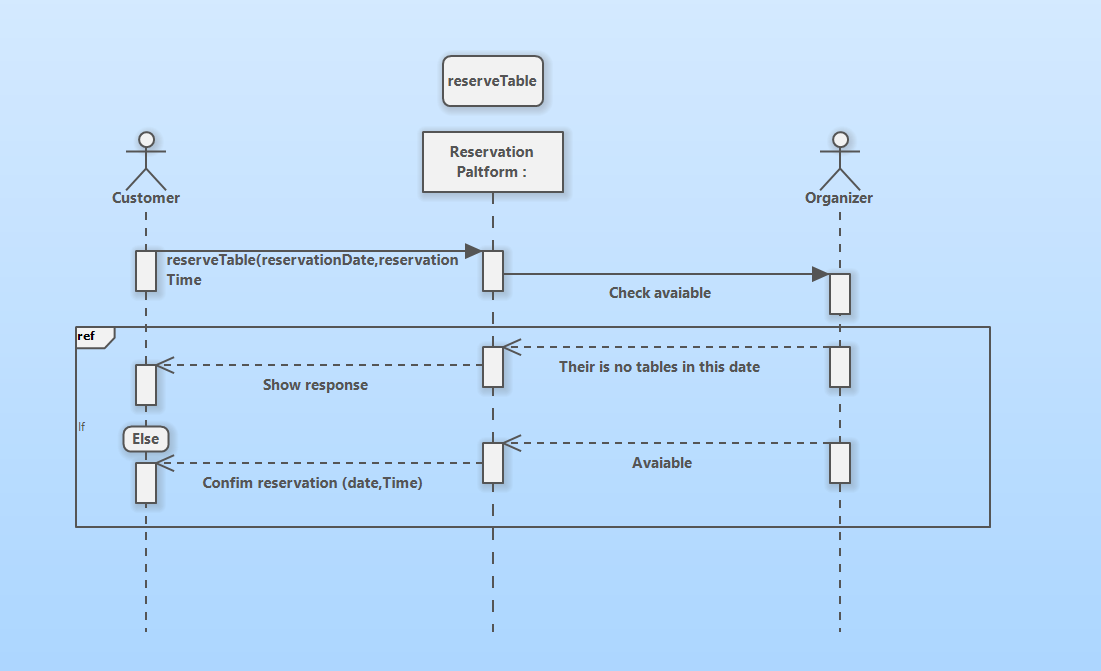 reserveTable
Reservation
Paltform :
Customer
Organizer
reserveTable(reservationDate,reservation
Time
Check avaiable
ref
Their is no tables in this date
Show response
If
Else
Avaiable
Confim reservation (date,Time)